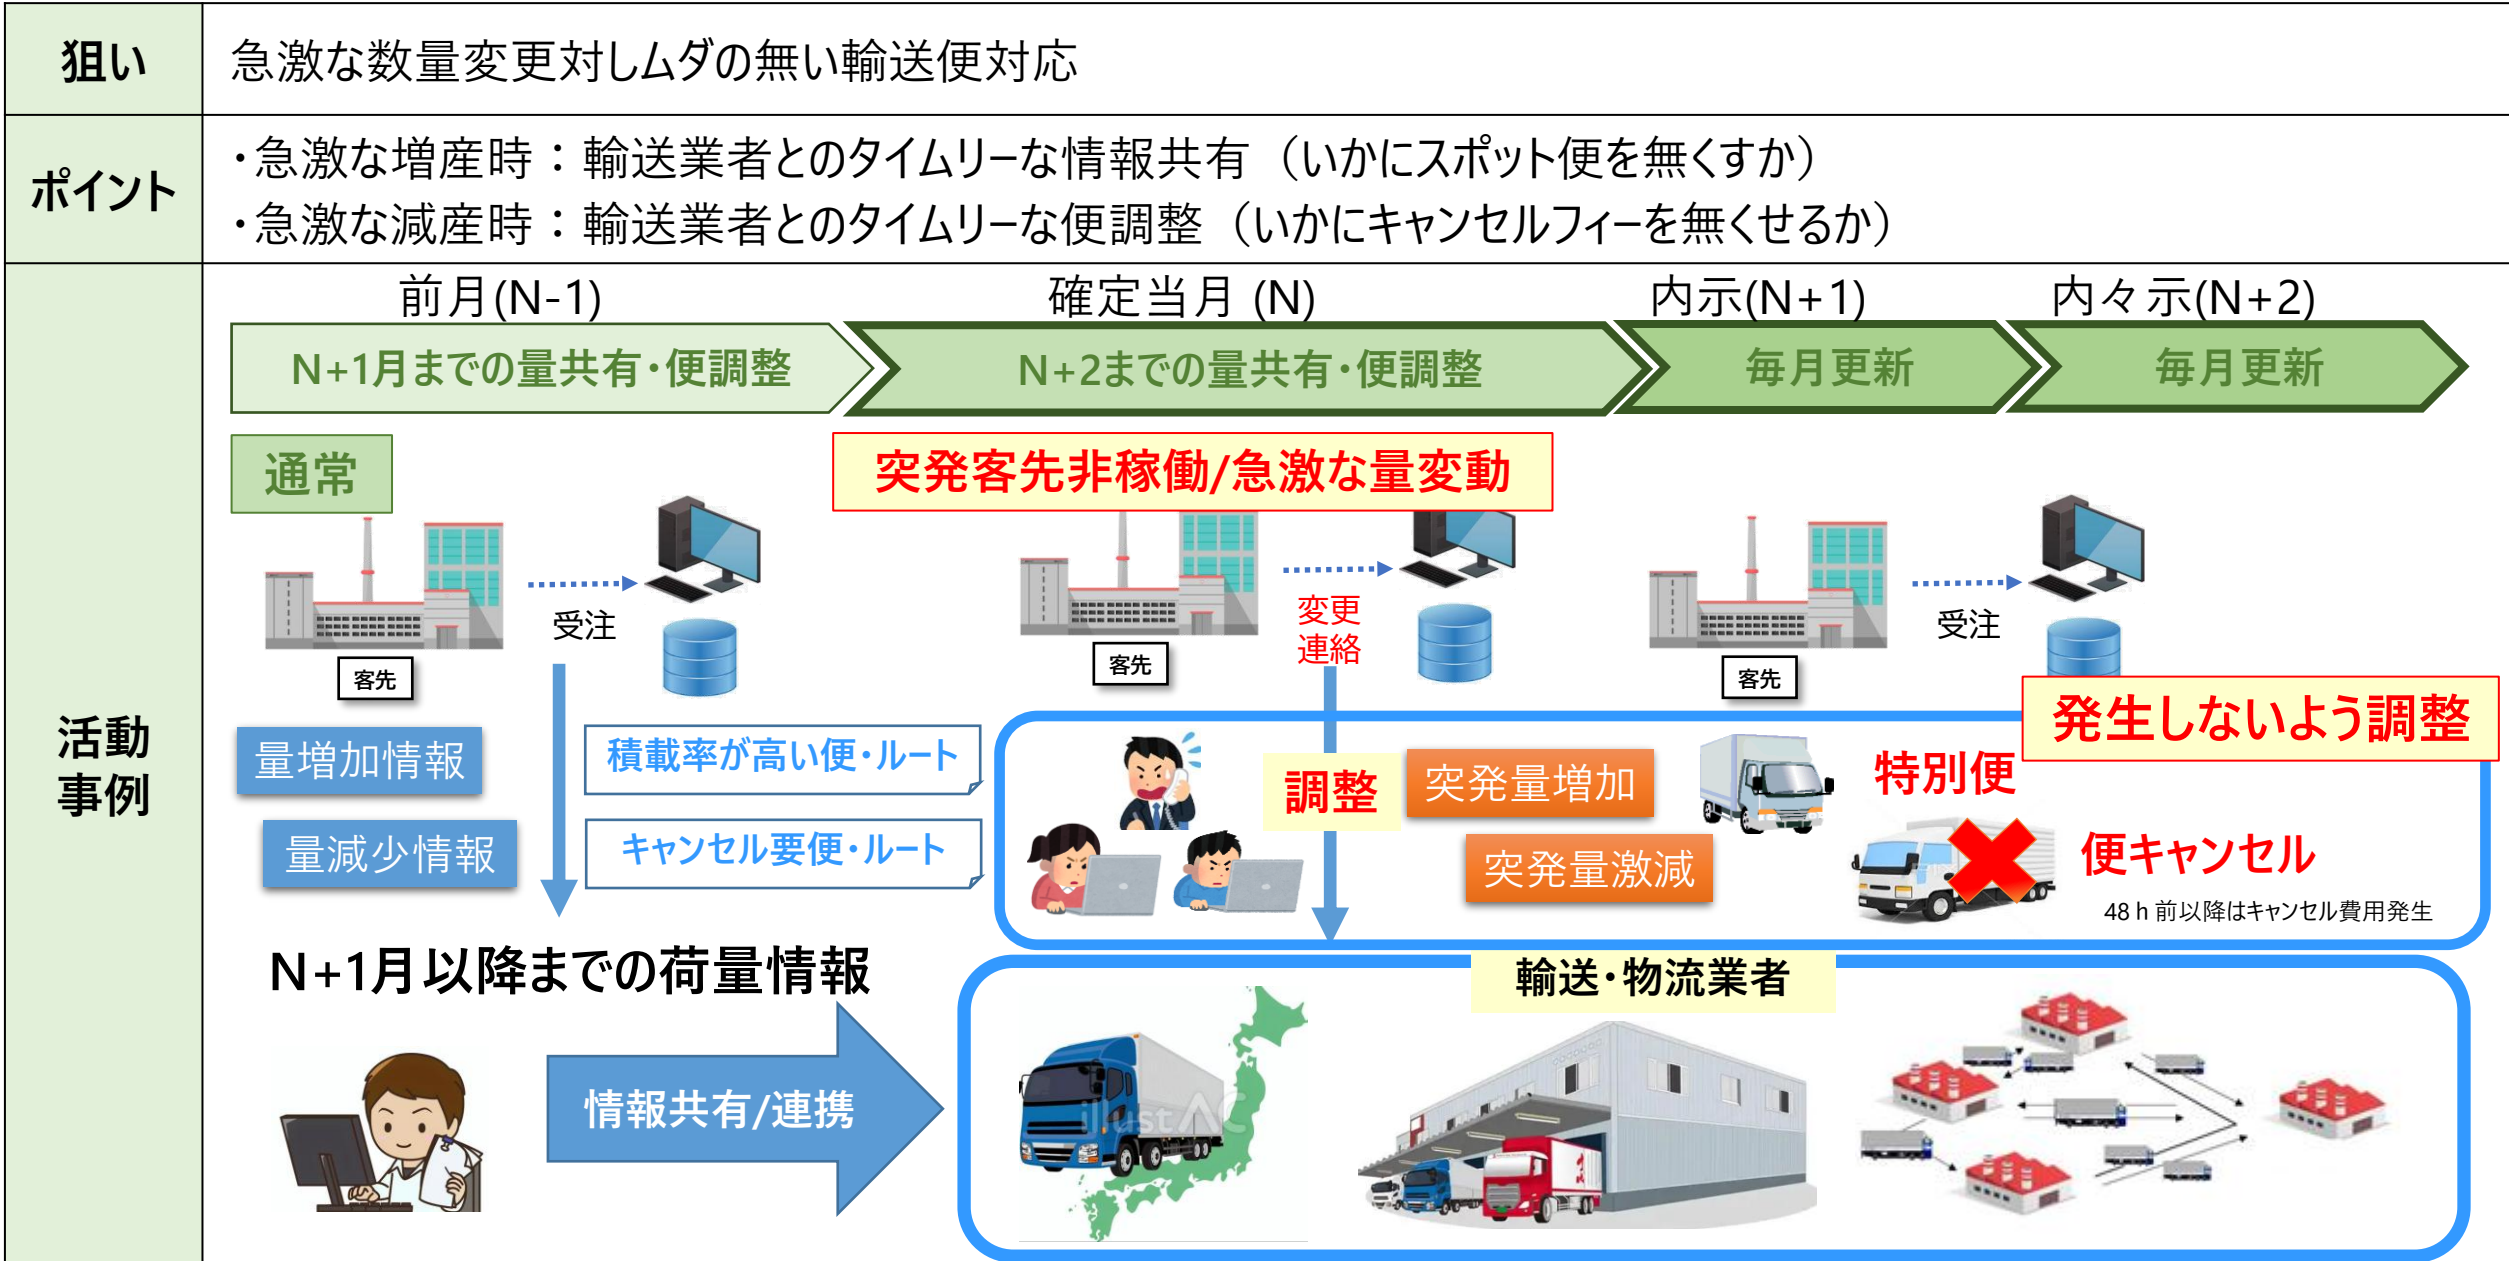 狙い
急激な数量変更対しムダの無い輸送便対応
ポイント
・急激な増産時：輸送業者とのタイムリーな情報共有（いかにスポット便を無くすか）
・急激な減産時：輸送業者とのタイムリーな便調整（いかにキャンセルフィーを無くせるか）
活動
事例
前月(N-1)
確定当月 (N)
内示(N+1)
内々示(N+2)
N+1月までの量共有・便調整
N+2までの量共有・便調整
毎月更新
毎月更新
通常
突発客先非稼働/急激な量変動
受注
客先
変更
連絡
客先
受注
客先
発生しないよう調整
量増加情報
量減少情報
積載率が高い便・ルート
キャンセル要便・ルート
調整
突発量増加
突発量激減
特別便
便キャンセル
48ｈ前以降はキャンセル費用発生
N+1月以降までの荷量情報
情報共有/連携
輸送・物流業者
illust AC